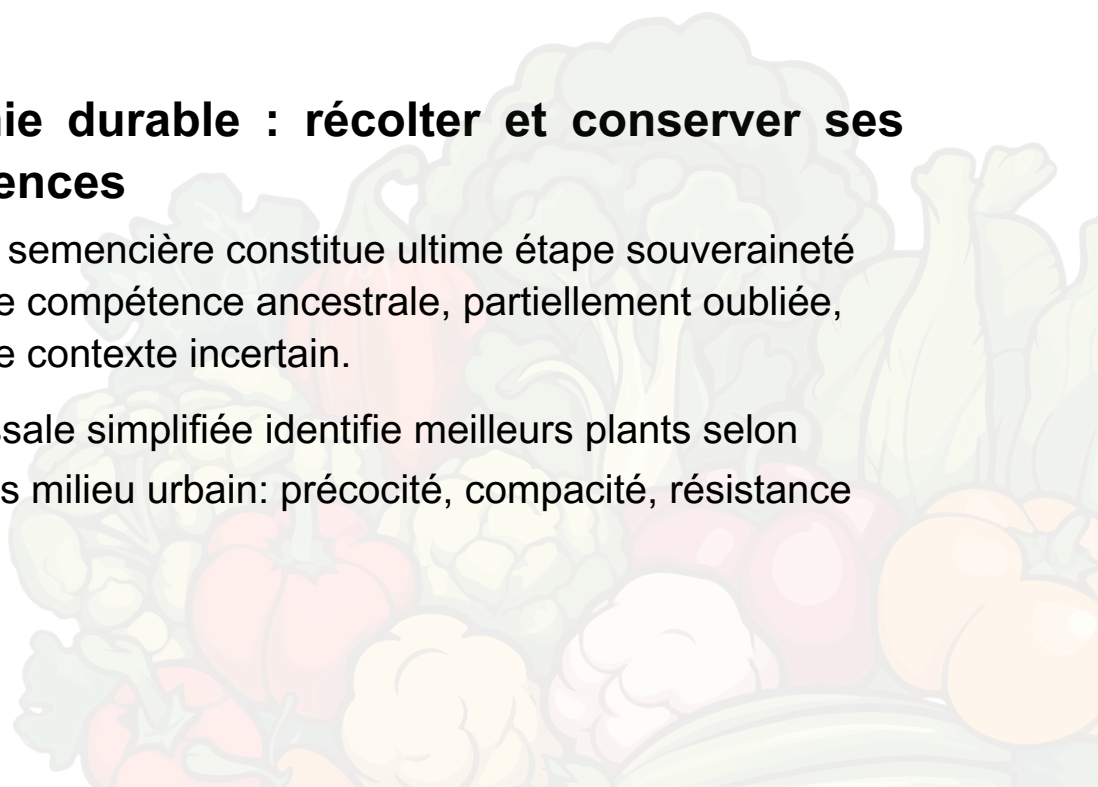 ie durable : récolter et conserver ses
ences
semencière constitue ultime étape souveraineté
e compétence ancestrale, partiellement oubliée,
e contexte incertain.
sale simplifiée identifie meilleurs plants selon
s milieu urbain: précocité, compacité, résistance